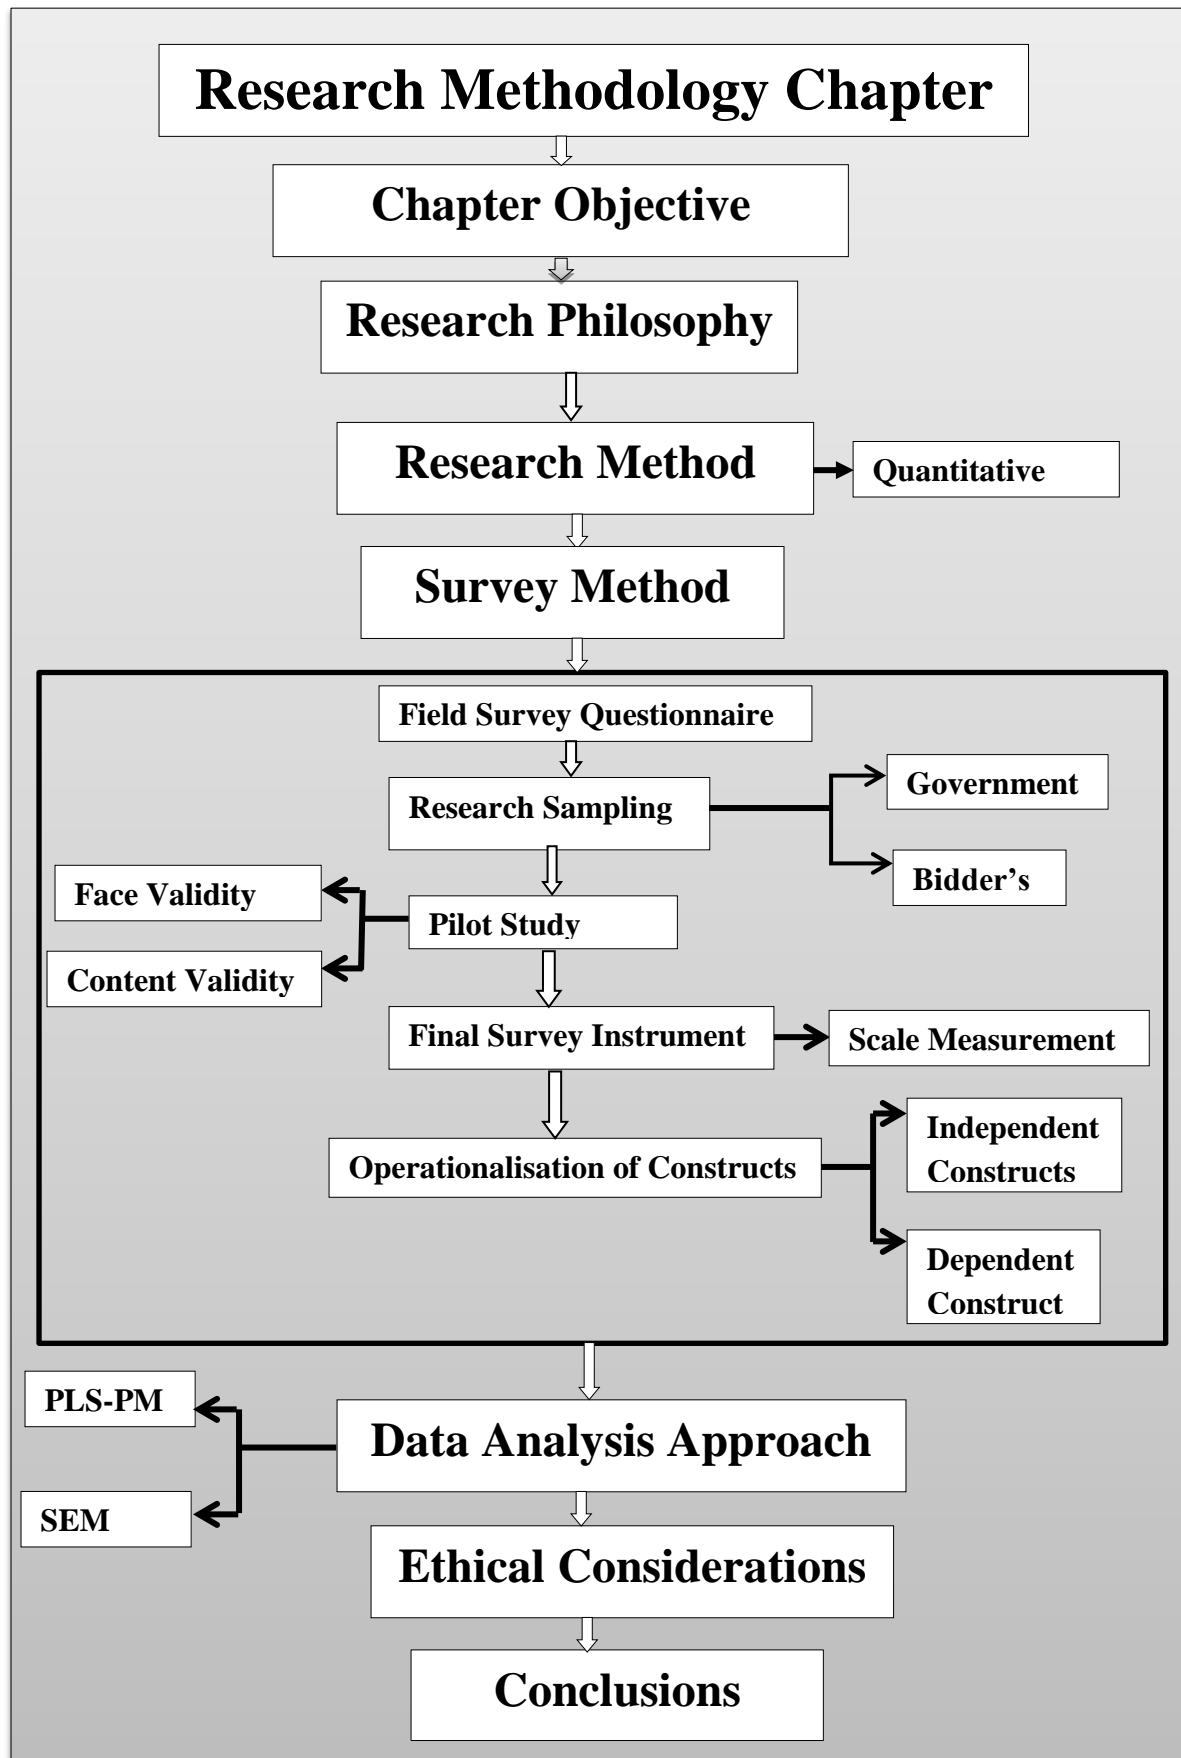 Research Methodology Chapter
Chapter Objective
Research Philosophy
Research Method
Quantitative
Survey Method
Field Survey Questionnaire
Research Sampling
Government
Bidder’s
Face Validity
Pilot Study
Content Validity
Final Survey Instrument
Scale Measurement
Operationalisation of Constructs
Independent
Constructs
Dependent
Construct
PLS-PM
Data Analysis Approach
SEM
Ethical Considerations
Conclusions